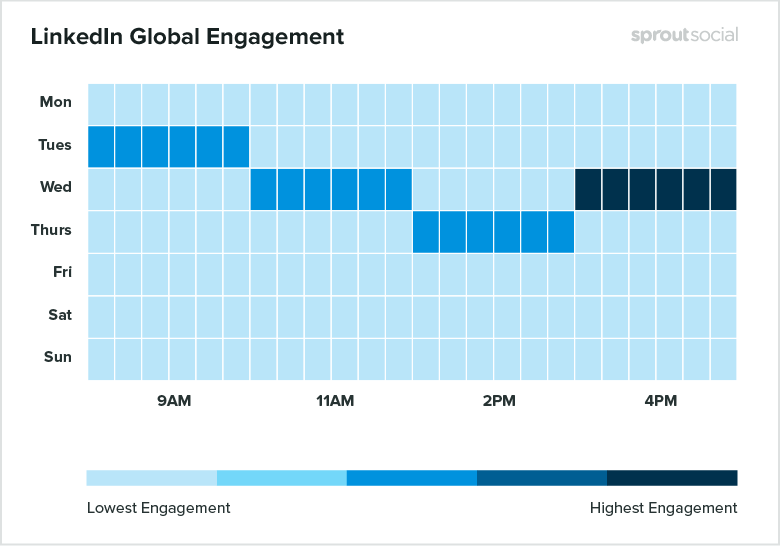 LinkedIn Global Engagement
sproutsocial
Mon
Tues
Wed
Thurs
Fri
Sat
Sun
9AM 11AM 2PM 4PM
Lowest Engagement Highest Engagement